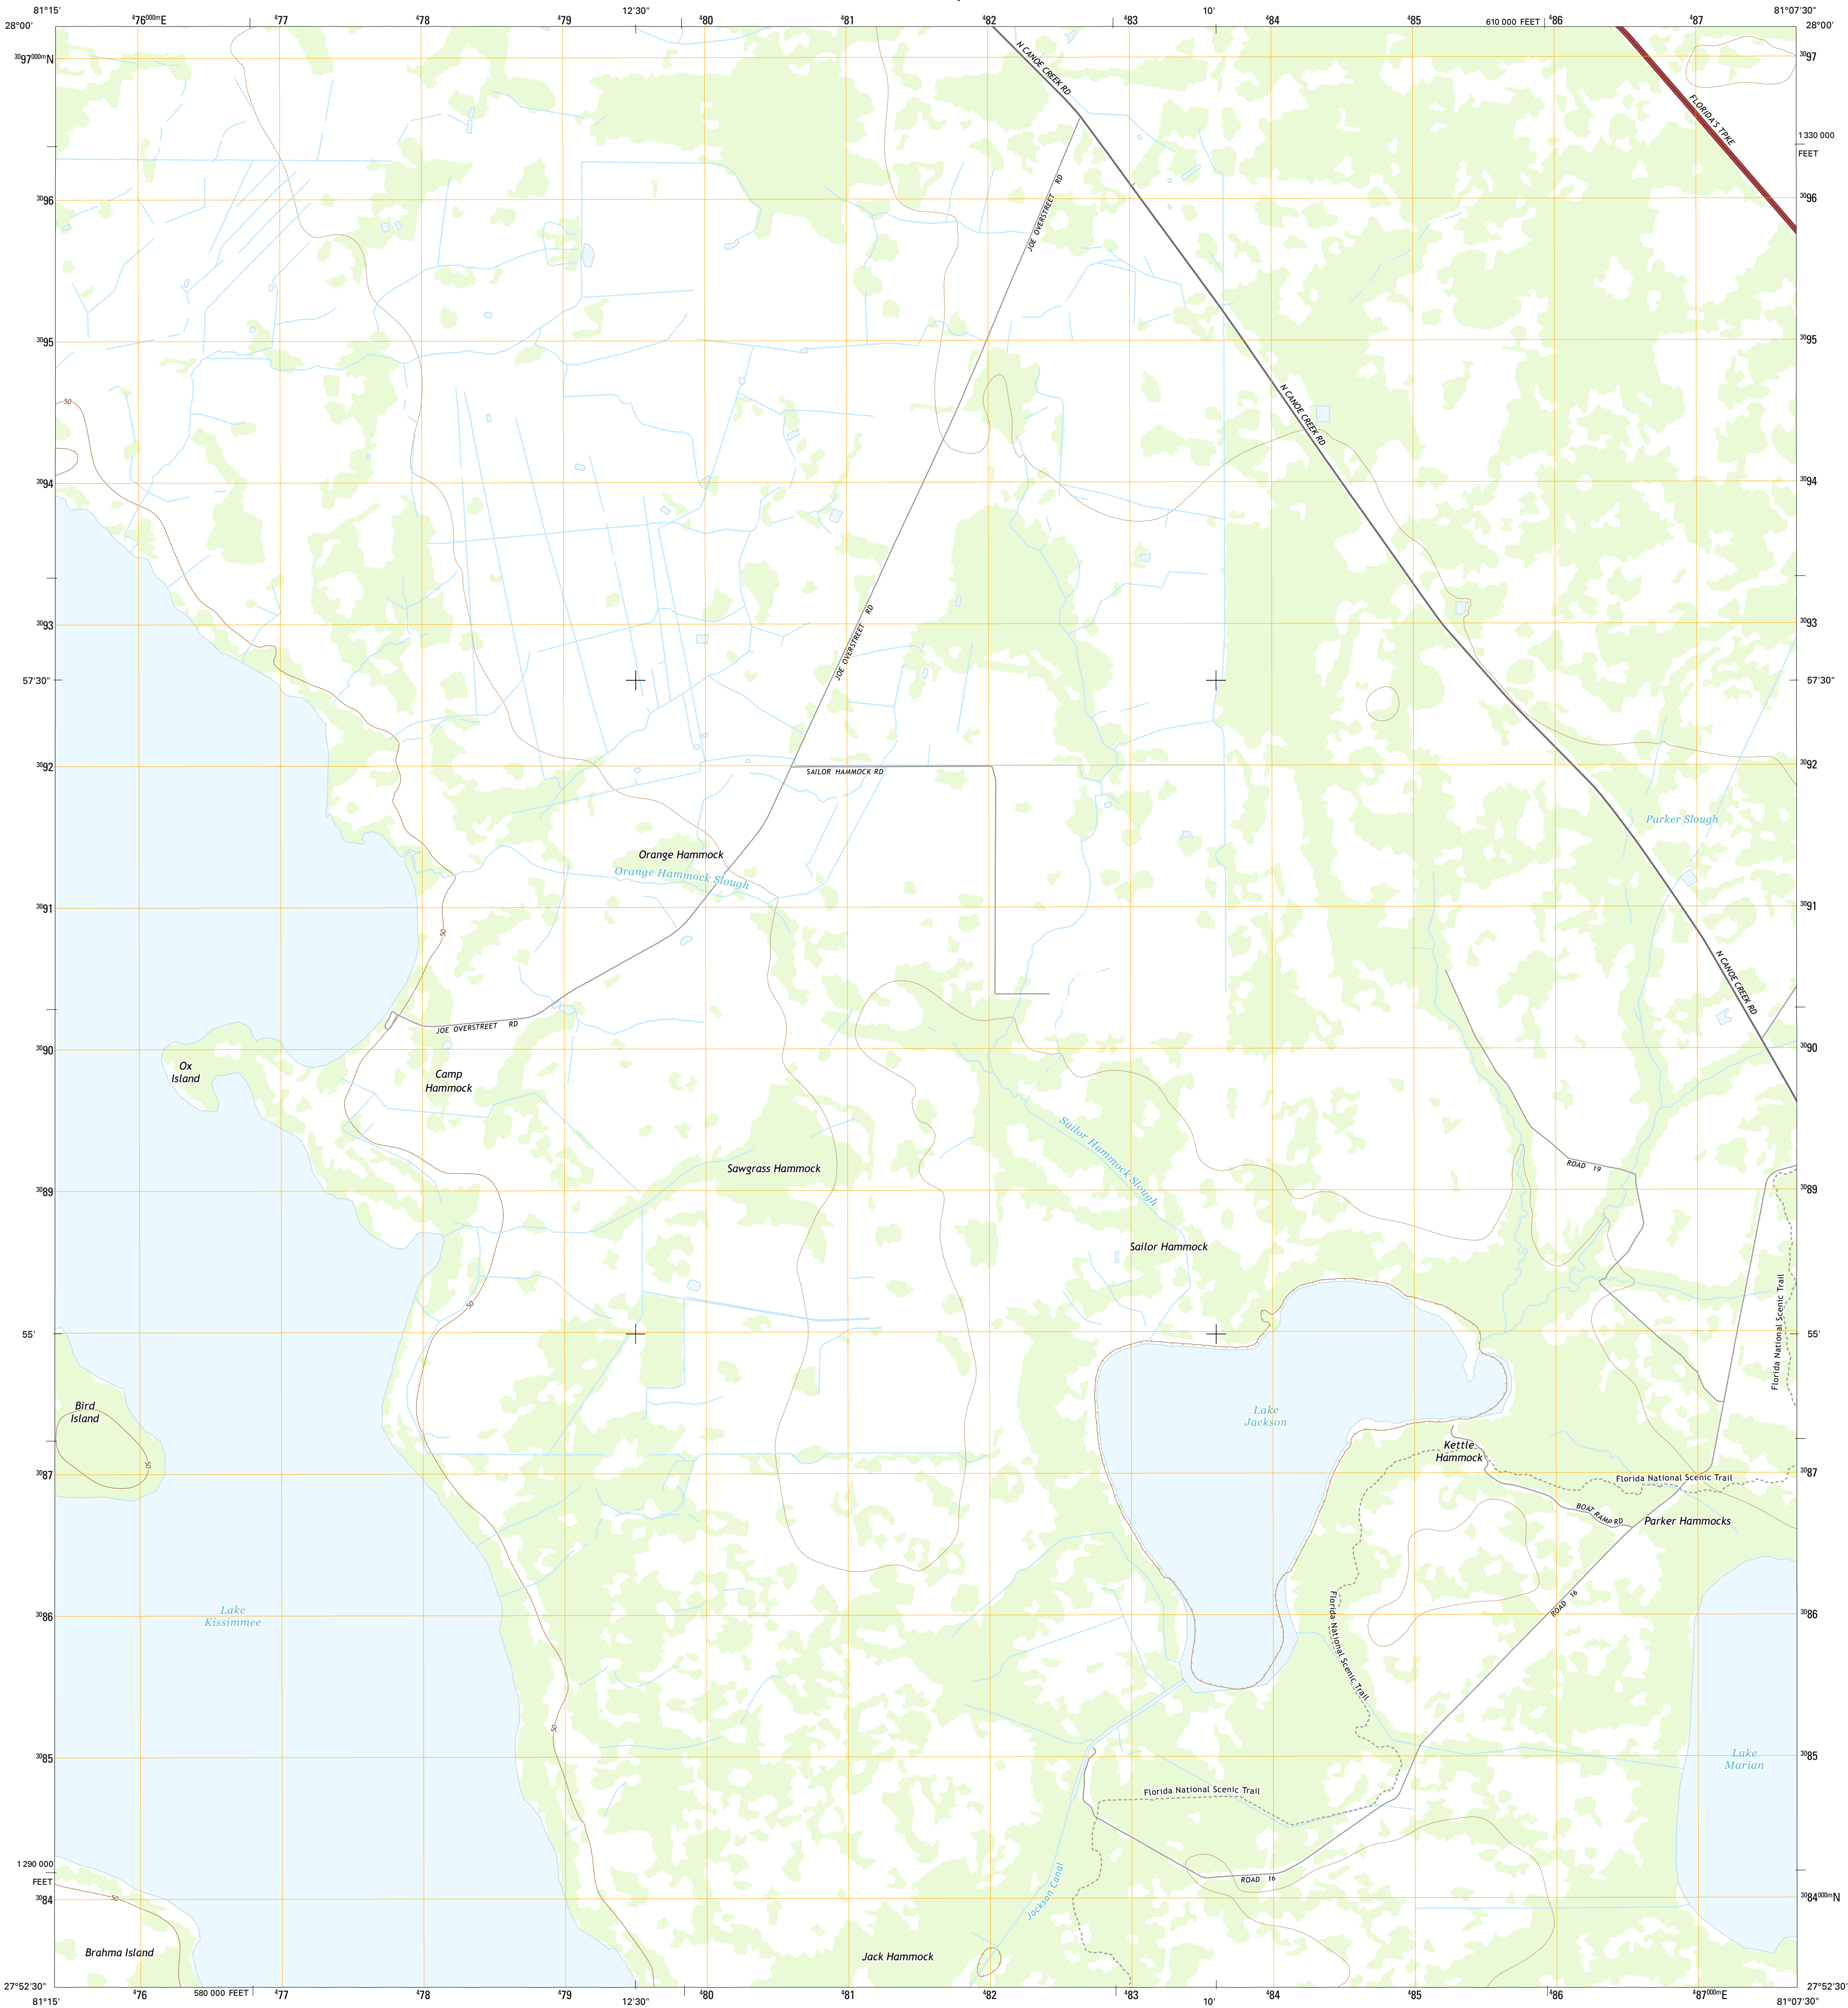 81°15'
⁴76⁰⁰⁰ᵐE
⁴77
⁴78
⁴79
12'30"
⁴80
⁴81
⁴82
⁴83
10'
⁴84
⁴85
610 000 FEET
⁴86
⁴87
81°07'30"
28°00'
28°00'
³⁰97⁰⁰⁰ᵐN
³⁰97
N CANOE CREEK RD
FLORIDA'S TPKE
1 330 000
FEET
³⁰96
JOE OVERSTREET RD
³⁰96
³⁰95
³⁰95
50
N CANOE CREEK RD
³⁰94
³⁰94
³⁰93
JOE OVERSTREET RD
³⁰93
57'30"
57'30"
³⁰92
SAILOR HAMMOCK RD
³⁰92
Parker Slough
Orange Hammock
Orange Hammock Slough
³⁰91
³⁰91
50
N CANOE CREEK RD
JOE OVERSTREET RD
³⁰90
³⁰90
Ox
Island
Camp
Hammock
Sailor Hammock Slough
Sawgrass Hammock
ROAD 19
³⁰89
³⁰89
Sailor Hammock
50
Florida National Scenic Trail
55'
55'
Bird
Island
Lake
Jackson
50
Kettle
Hammock
³⁰87
³⁰87
Florida National Scenic Trail
BOAT RAMP RD
Parker Hammocks
Lake
Kissimmee
³⁰86
³⁰86
ROAD 16
Florida National Scenic Trail
50
³⁰85
³⁰85
Lake
Marian
Florida National Scenic Trail
1 290 000
FEET
ROAD 16
Jackson Canal
³⁰84
³⁰84⁰⁰⁰ᵐN
50
Brahma Island
Jack Hammock
27°52'30"
27°52'30"
81°15'
⁴76
580 000 FEET
⁴77
⁴78
⁴79
12'30"
⁴80
⁴81
⁴82
⁴83
10'
⁴84
⁴85
⁴86
⁴87⁰⁰⁰ᵐE
81°07'30"